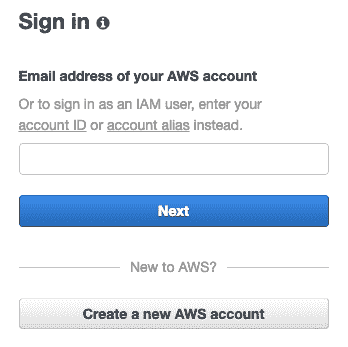 Sign in
Email address of your AWS account
Or to sign in as an IAM user, enter your
account ID or account alias instead.
Next
New to AWS?
Create a new AWS account